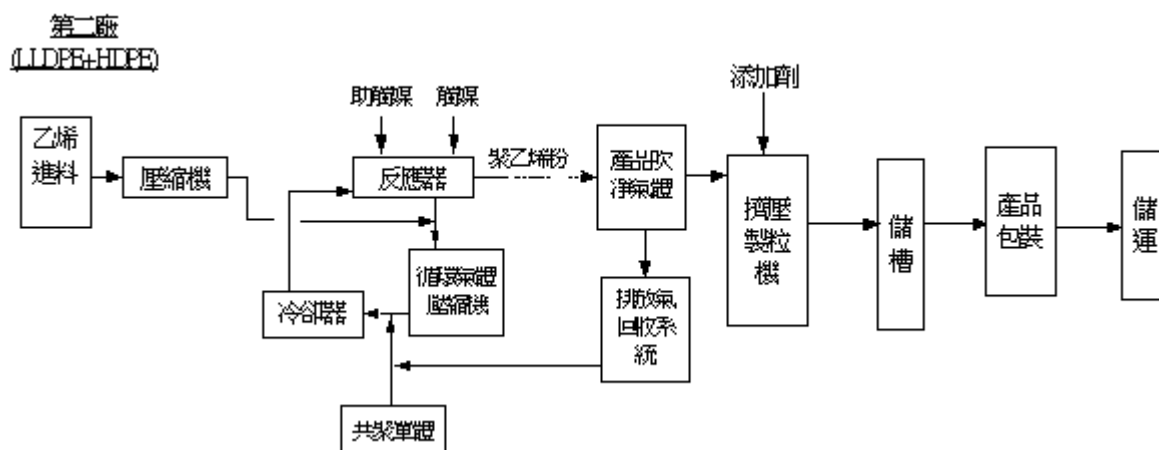 第二廠
(LLDPE+HDPE)
添加劑
助觸媒
觸媒
乙烯
進料
壓縮機
反應器
聚乙烯粉
產品吹
淨氣體
擠壓
製粒
機
儲
槽
產品
包裝
儲
運
循環氣體
壓縮機
冷卻器
排放氣
回收系
統
共聚單體